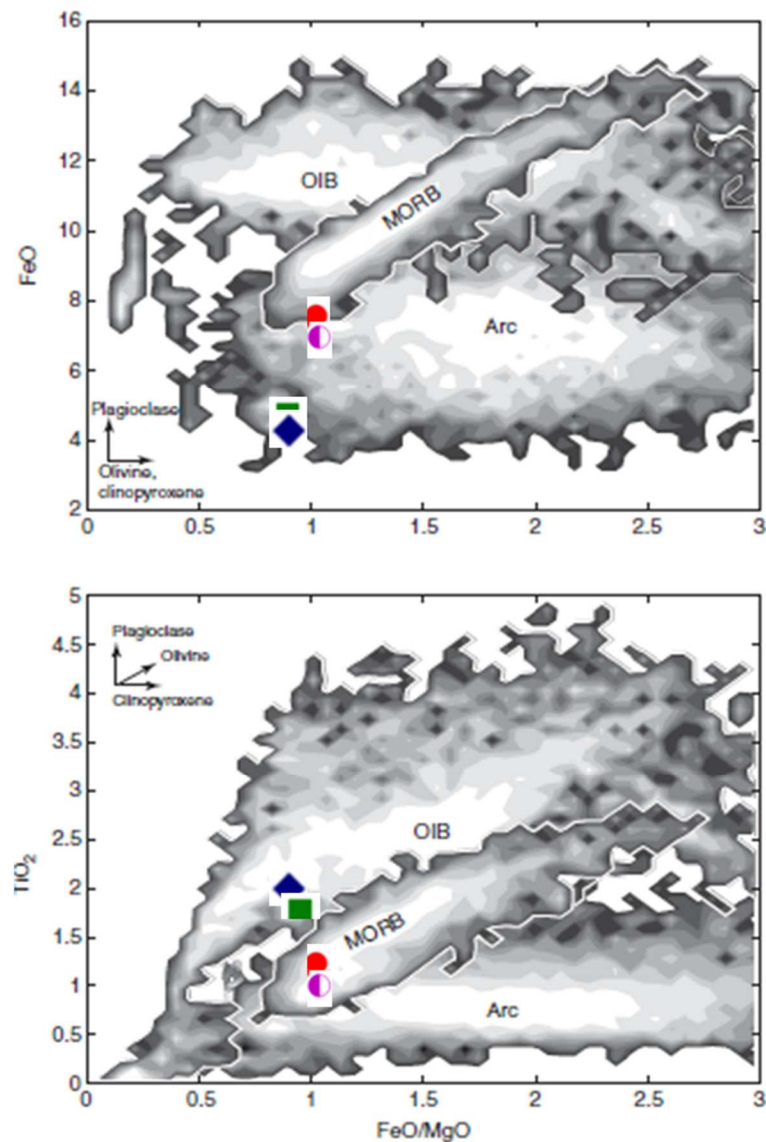 16
14
12
10
8
6
4
2
FeO
OIB
MORB
Arc
Plagioclase
Olivine,
clinopyroxene
0 0.5 1 1.5 2 2.5 3
5
4.5
4
3.5
3
2.5
2
1.5
1
0.5
0
TiO2
Plagioclase
Olivine
Clinopyroxene
OIB
MORB
Arc
0 0.5 1 1.5 2 2.5 3
FeO/MgO